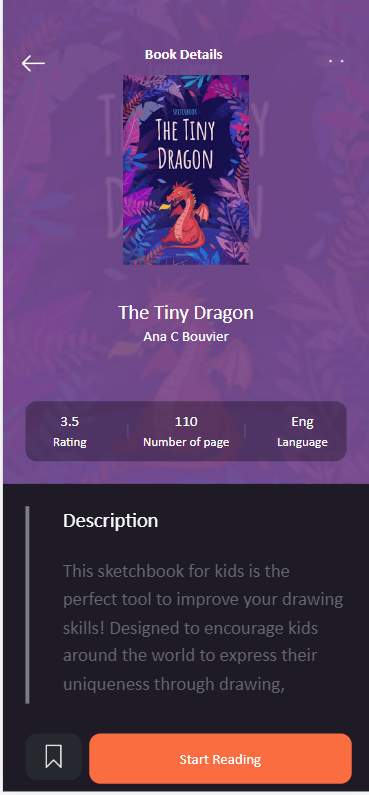 Book Details
SKETCHBOOK
THE TINY
DRAGON
The Tiny Dragon
Ana C Bouvier
3.5
110
Eng
Rating
Number of page
Language
Description
This sketchbook for kids is the
perfect tool to improve your drawing
skills! Designed to encourage kids
around the world to express their
uniqueness through drawing,
Start Reading